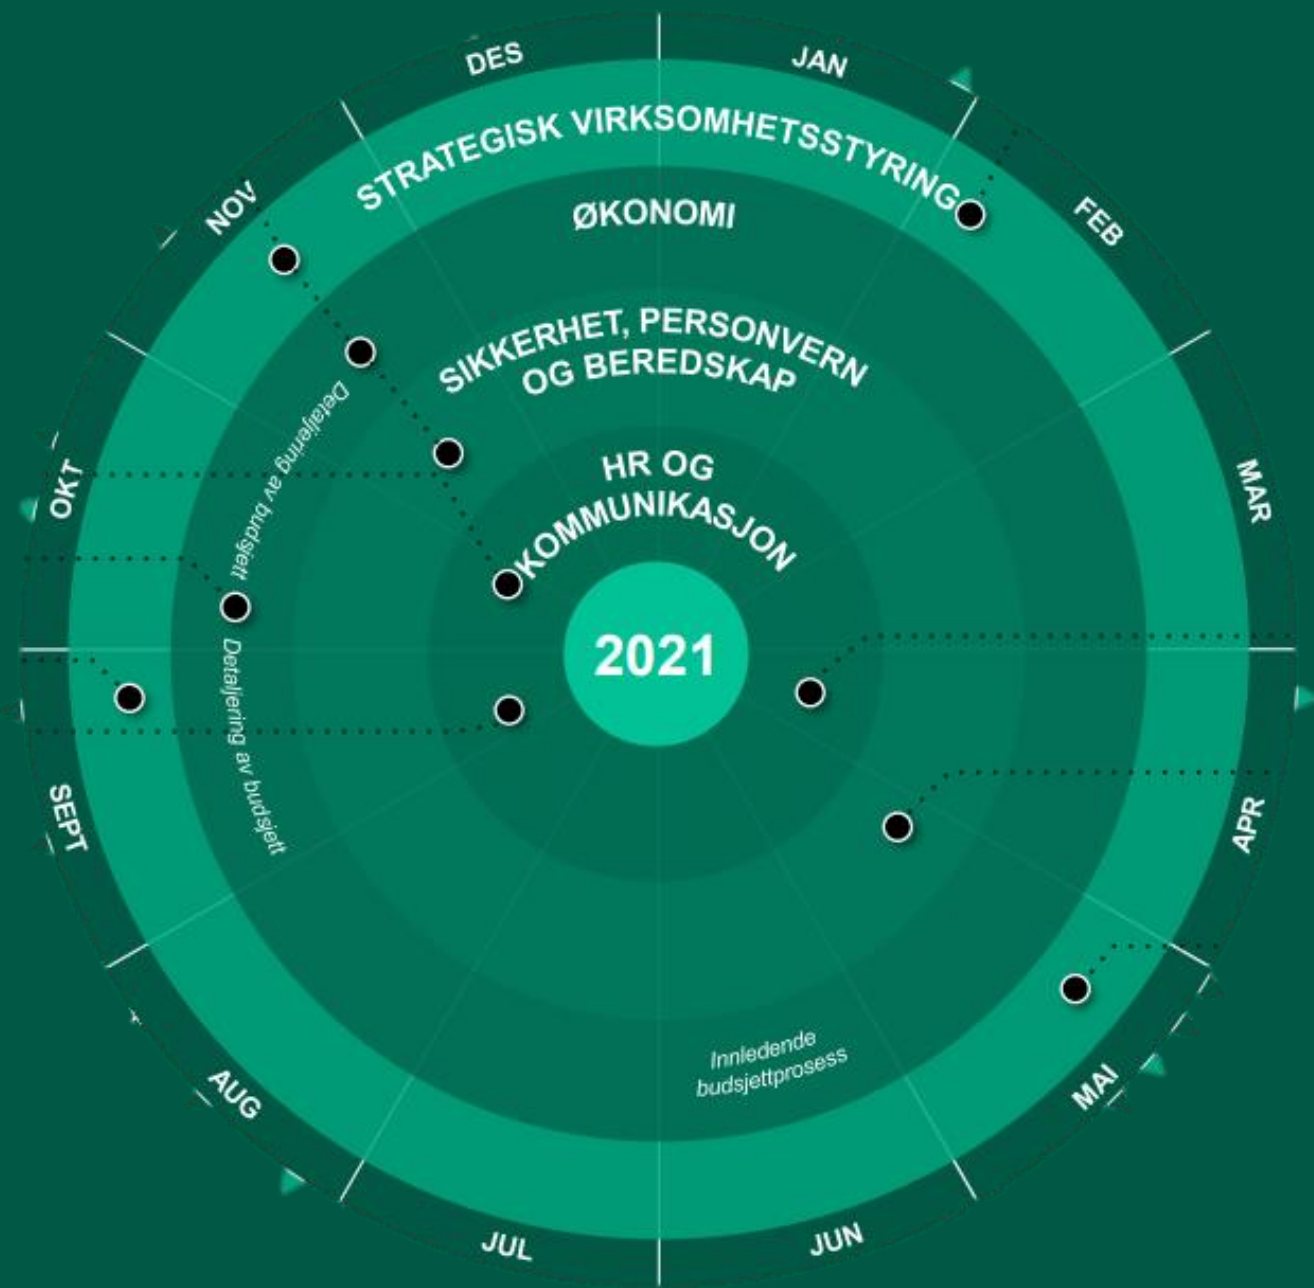 DES
JAN
STRATEGISK VIRKSOMHETSSTYRING
NOV
FEB
ØKONOMI
SIKKERHET, PERSONVERN
OG BEREDSKAP
Detaljering av budsjett
OKT
HR OG
KOMMUNIKASJON
MAR
2021
Detaljering av budsjett
SEPT
APR
Innledende
budsjettprosess
AUG
MAI
JUL
JUN